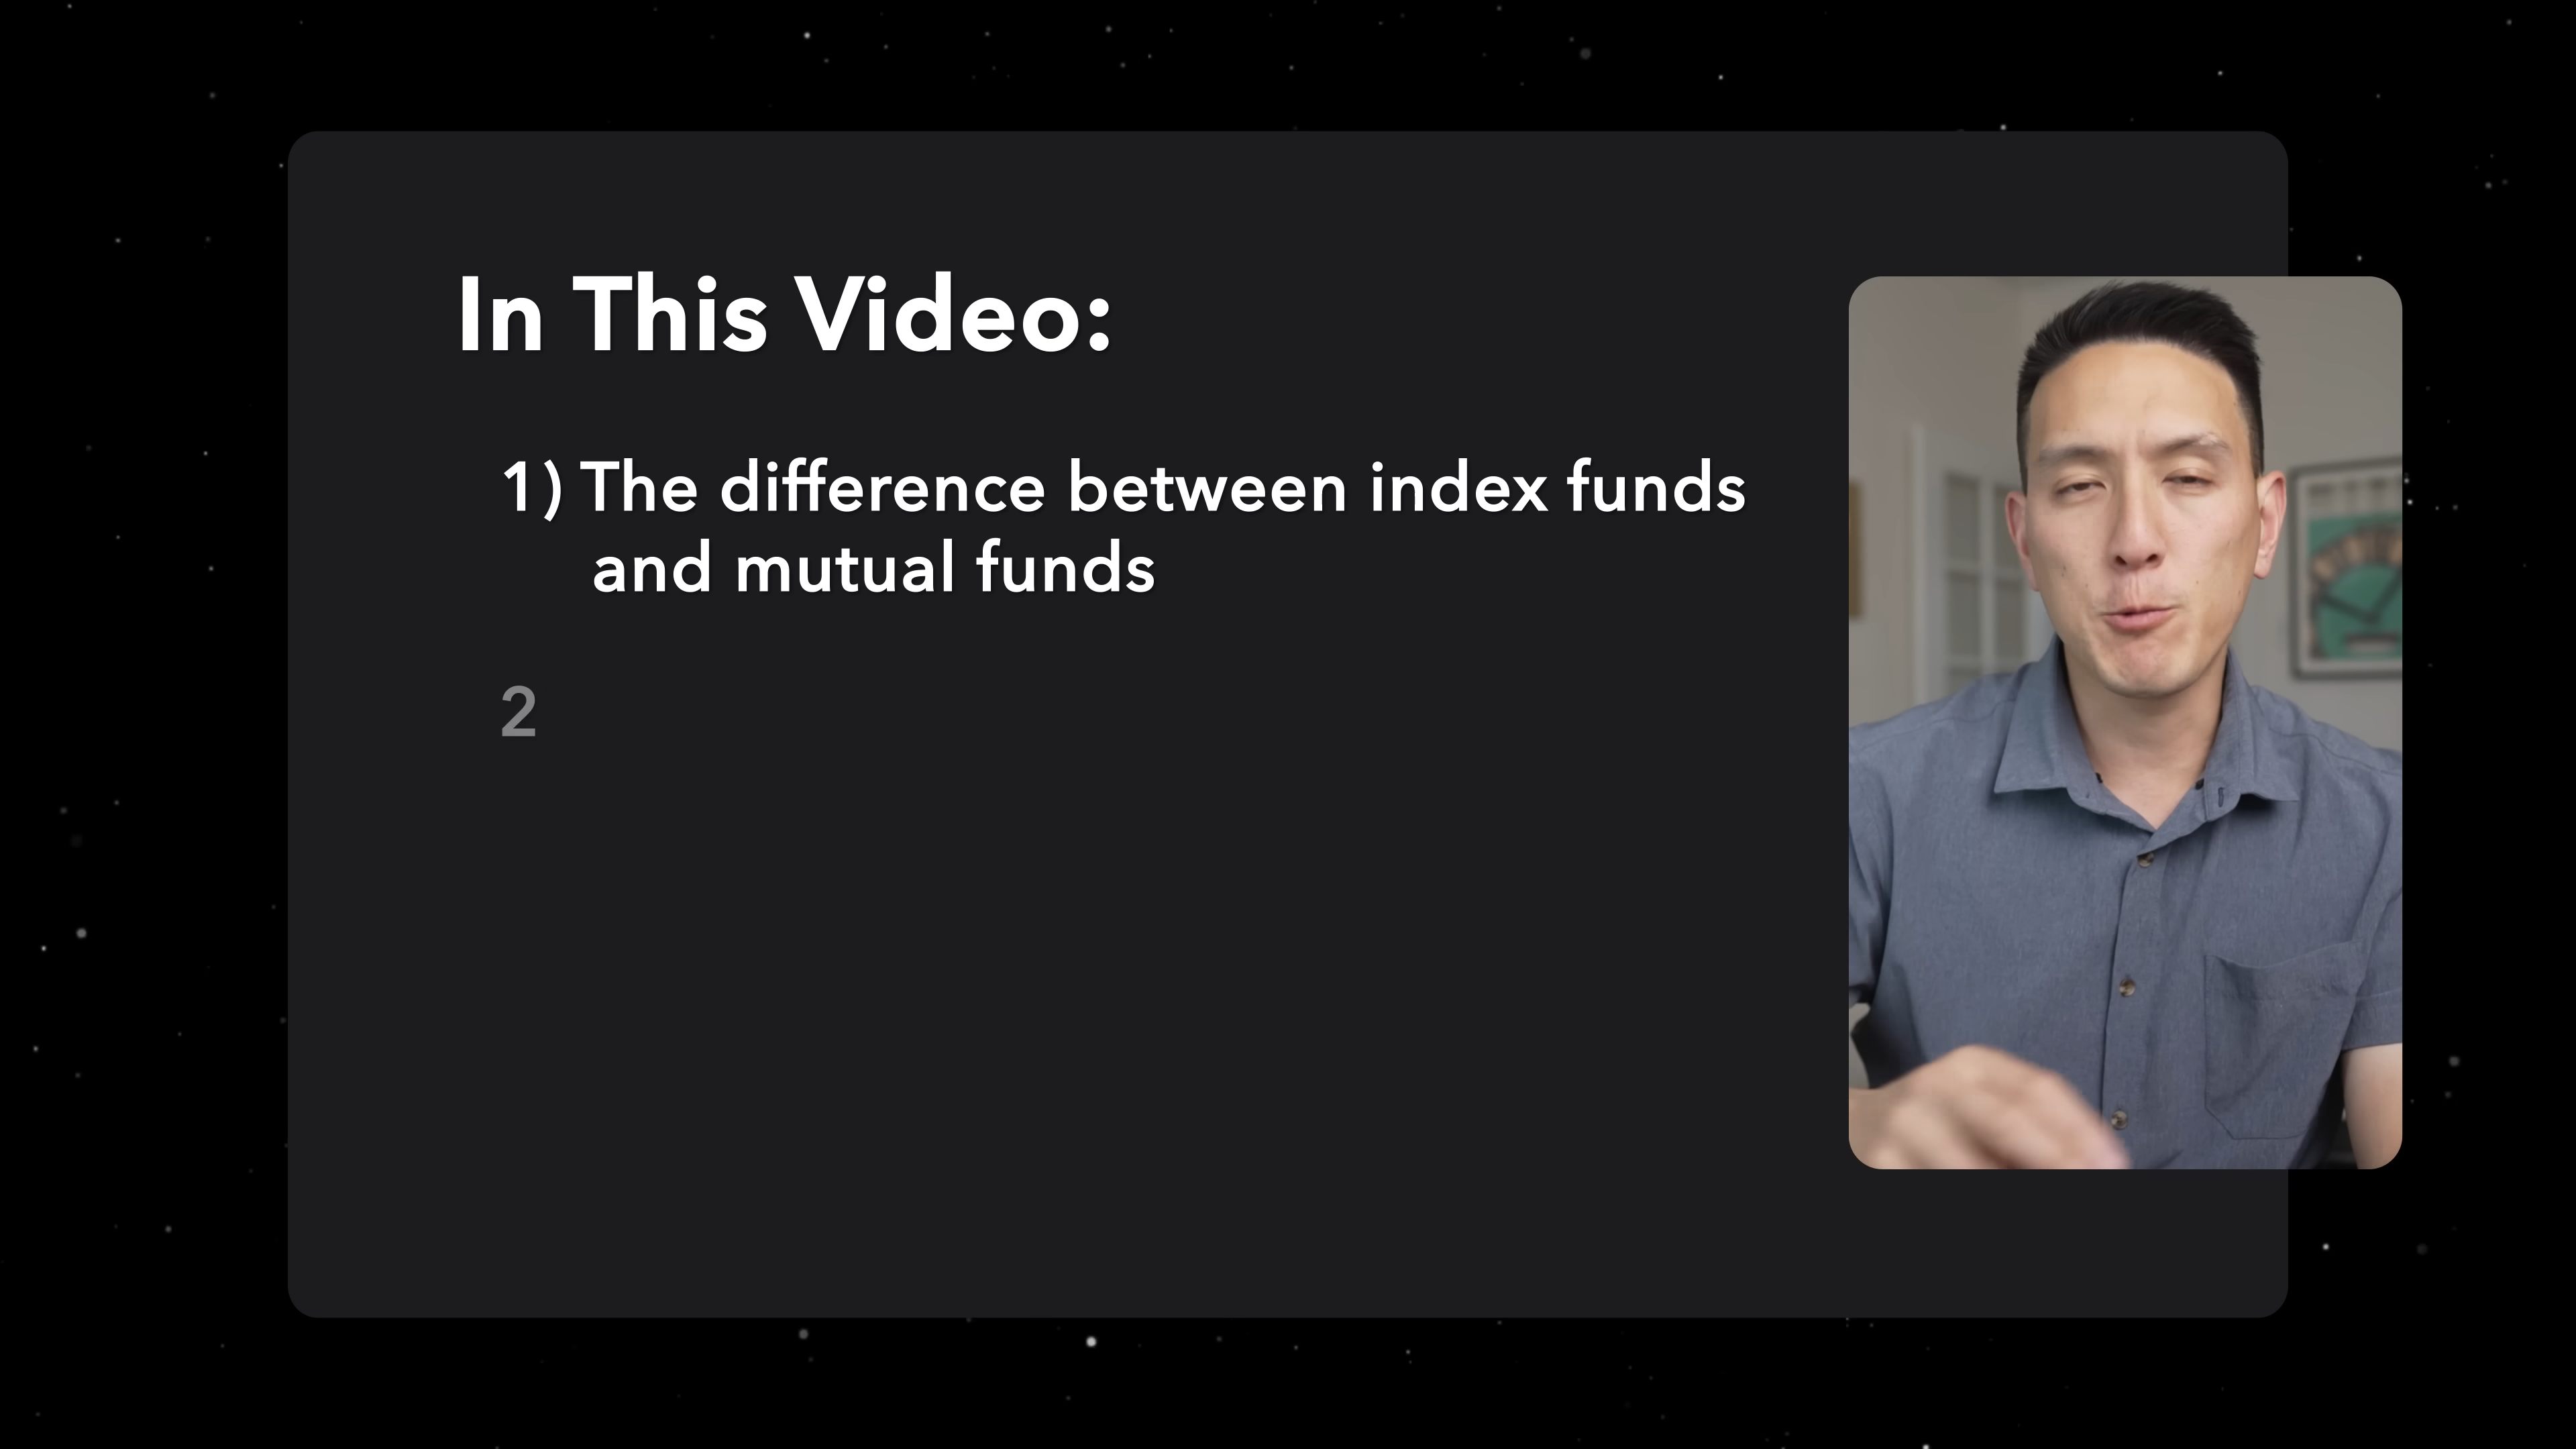 In This Video:
1) The difference between index funds
and mutual funds
2